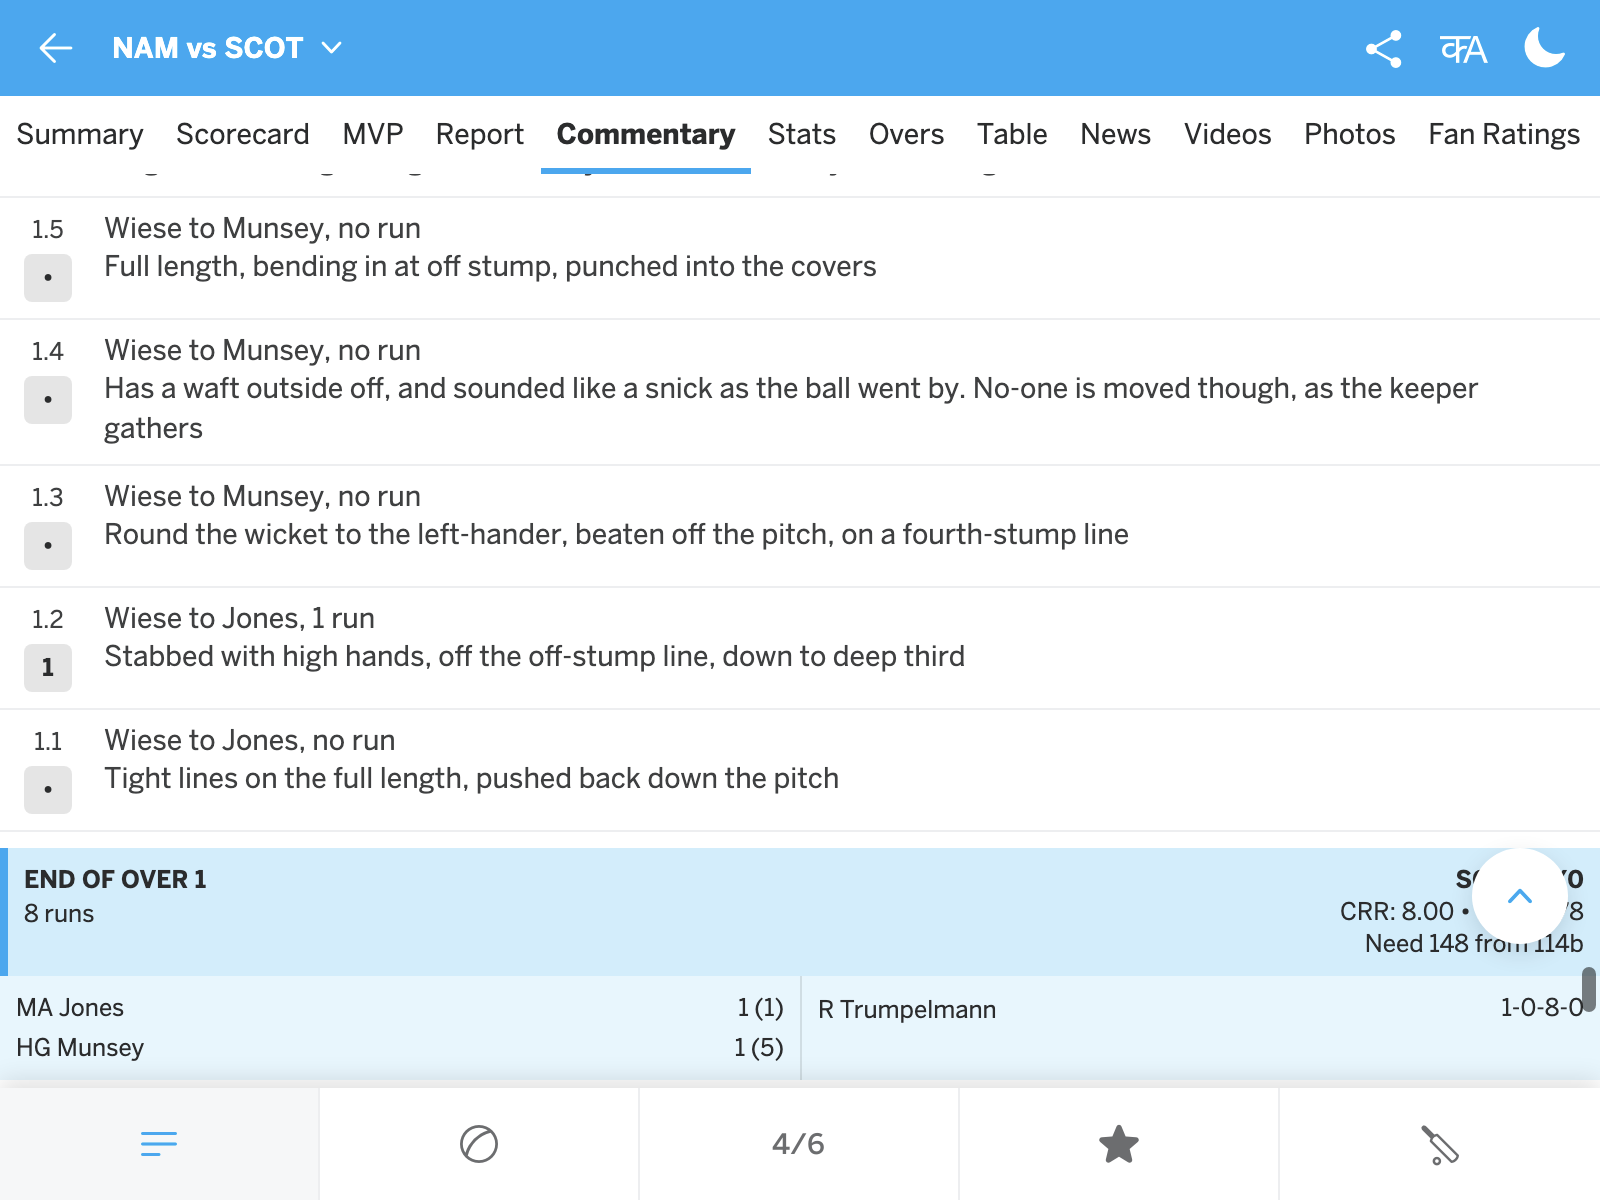 NAM vs SCOT
Summary Scorecard MVP Report Commentary Stats Overs Table News Videos Photos Fan Ratings
1.5 Wiese to Munsey, no run
• Full length, bending in at off stump, punched into the covers
1.4 Wiese to Munsey, no run
• Has a waft outside off, and sounded like a snick as the ball went by. No-one is moved though, as the keeper
gathers
1.3 Wiese to Munsey, no run
• Round the wicket to the left-hander, beaten off the pitch, on a fourth-stump line
1.2 Wiese to Jones, 1 run
1 Stabbed with high hands, off the off-stump line, down to deep third
1.1 Wiese to Jones, no run
• Tight lines on the full length, pushed back down the pitch
END OF OVER 1
8 runs CRR: 8.00 •
Need 148 from 114b
MA Jones 1 (1) R Trumpelmann 1-0-8-0
HG Munsey 1 (5)
4/6